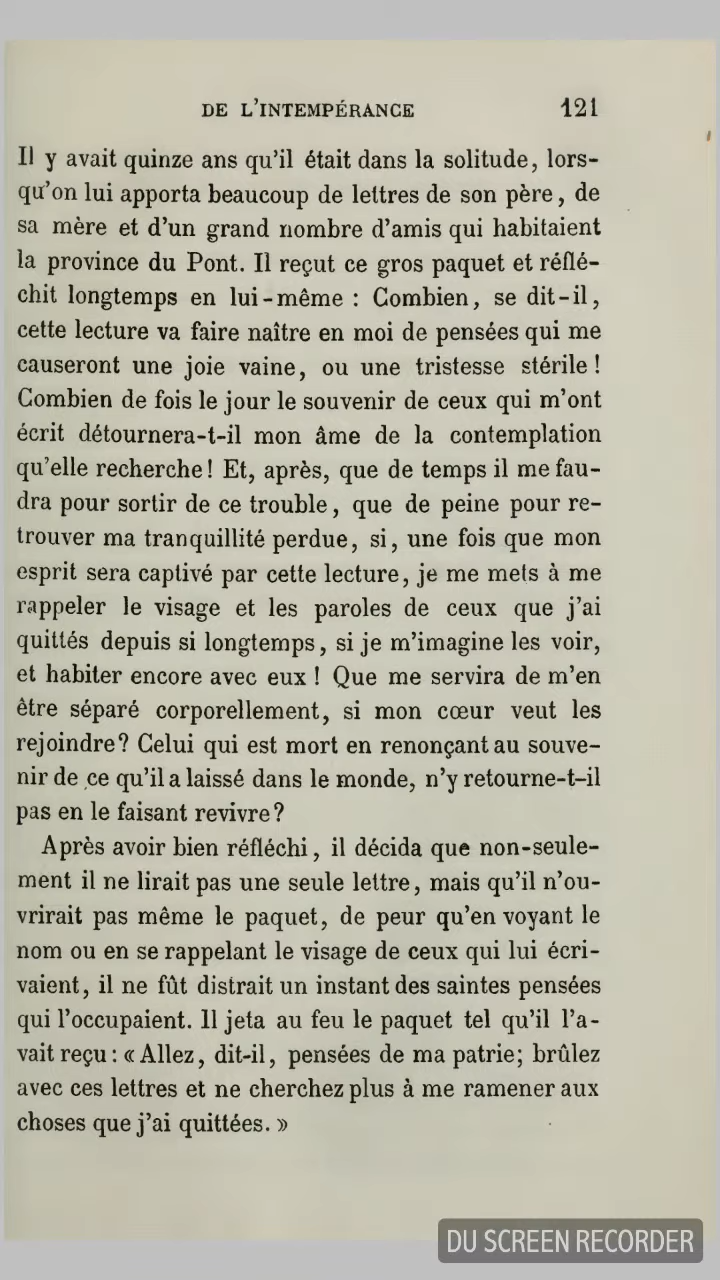 DE L'INTEMPÉRANCE 121
Il y avait quinze ans qu'il était dans la solitude, lors-
qu'on lui apporta beaucoup de lettres de son père, de
sa mère et d'un grand nombre d'amis qui habitaient
la province du Pont. Il reçut ce gros paquet et réflé-
chit longtemps en lui-même : Combien, se dit-il,
cette lecture va faire naître en moi de pensées qui me
causeront une joie vaine, ou une tristesse stérile !
Combien de fois le jour le souvenir de ceux qui m'ont
écrit détournera-t-il mon âme de la contemplation
qu'elle recherche! Et, après, que de temps il me fau-
dra pour sortir de ce trouble, que de peine pour re-
trouver ma tranquillité perdue, si, une fois que mon
esprit sera captivé par cette lecture, je me mets à me
rappeler le visage et les paroles de ceux que j'ai
quittés depuis si longtemps, si je m'imagine les voir,
et habiter encore avec eux ! Que me servira de m'en
être séparé corporellement, si mon cœur veut les
rejoindre? Celui qui est mort en renonçant au souve-
nir de ce qu'il a laissé dans le monde, n'y retourne-t-il
pas en le faisant revivre?
Après avoir bien réfléchi, il décida que non-seule-
ment il ne lirait pas une seule lettre, mais qu'il n'ou-
vrirait pas même le paquet, de peur qu'en voyant le
nom ou en se rappelant le visage de ceux qui lui écri-
vaient, il ne fût distrait un instant des saintes pensées
qui l'occupaient. Il jeta au feu le paquet tel qu'il l'a-
vait reçu : « Allez, dit-il, pensées de ma patrie; brûlez
avec ces lettres et ne cherchez plus à me ramener aux
choses que j'ai quittées. »
DU SCREEN RECORDER